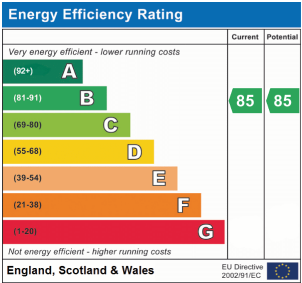 Energy Efficiency Rating
Current Potential
Very energy efficient - lower running costs
(92+) A
(81-91) B 85 85
(69-80) C
(55-68) D
(39-54) E
(21-38) F
(1-20) G
Not energy efficient - higher running costs
England, Scotland & Wales
EU Directive
2002/91/EC